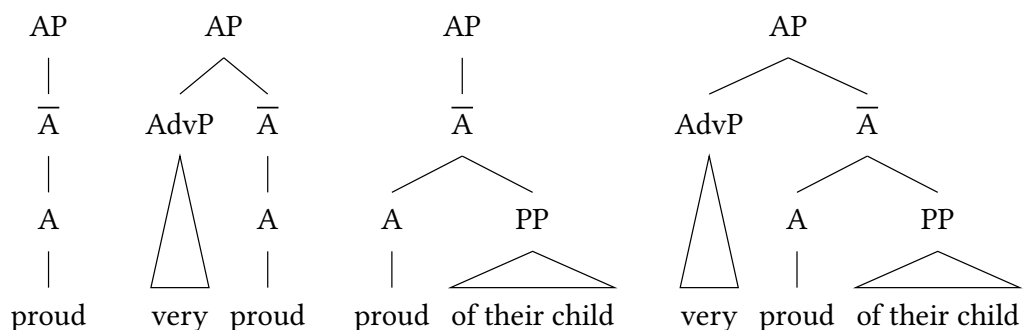 AP AP AP AP
A̅ AdvP A̅ A̅ AdvP A̅
A A A PP A PP
proud very proud proud of their child very proud of their child